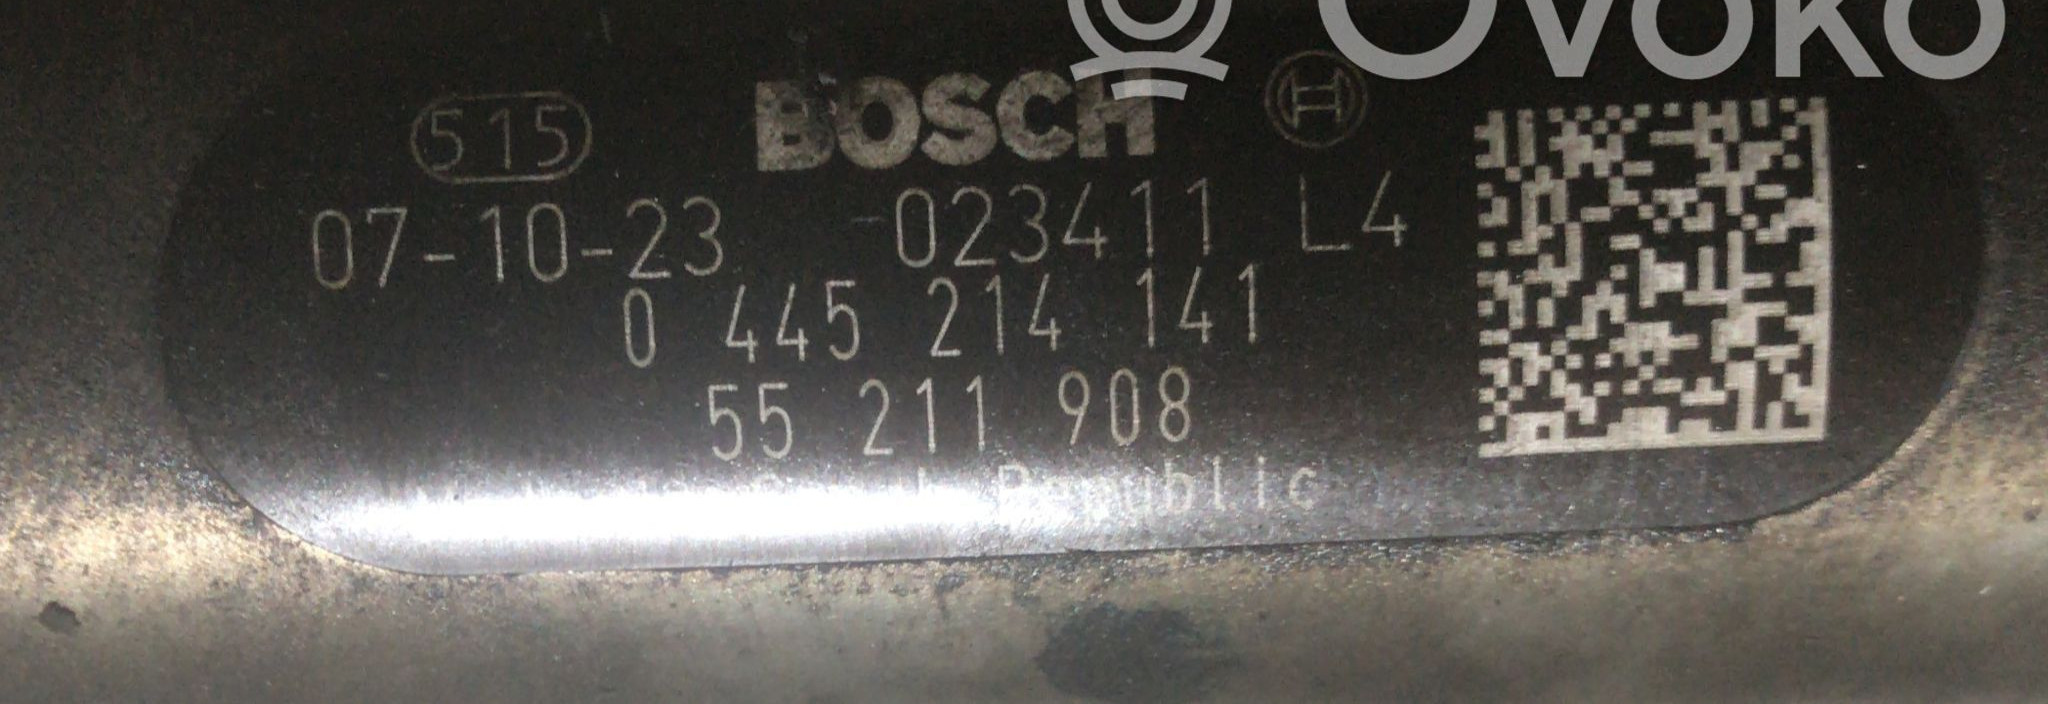 Ovoko
515 BOSCH
07-10-23 -023411 L4
0 445 214 141
55 211 908
Republic